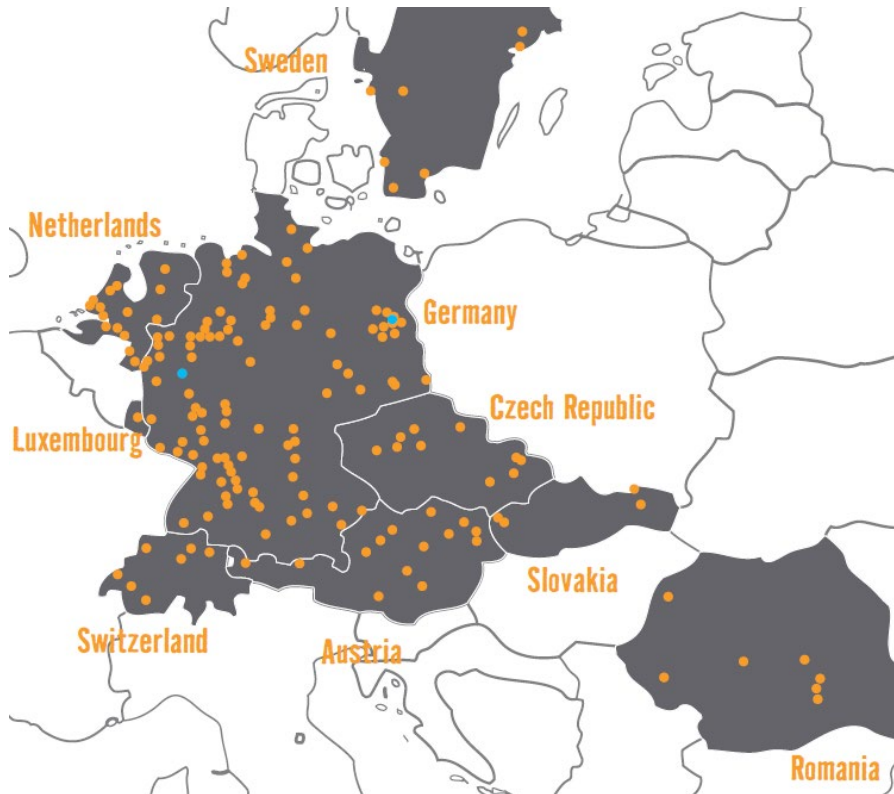 Sweden
Netherlands
Germany
Czech Republic
Luxembourg
Slovakia
Switzerland
Austria
Romania